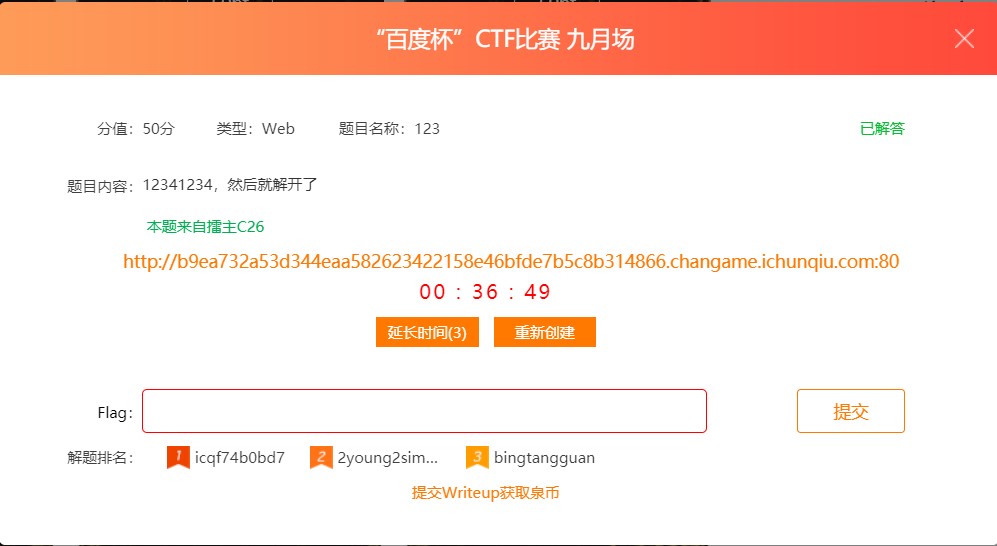 “百度杯”CTF比赛 九月场
分值：50分 类型：Web 题目名称：123 已解答
题目内容：12341234，然后就解开了
本题来自擂主C26
http://b9ea732a53d344eaa582623422158e46bfde7b5c8b314866.changame.ichunqiu.com:80
00 : 36 : 49
延长时间(3) 重新创建
Flag: 提交
解题排名： 1 icqf74b0bd7 2 2young2sim... 3 bingtangguan
提交Writeup获取泉币